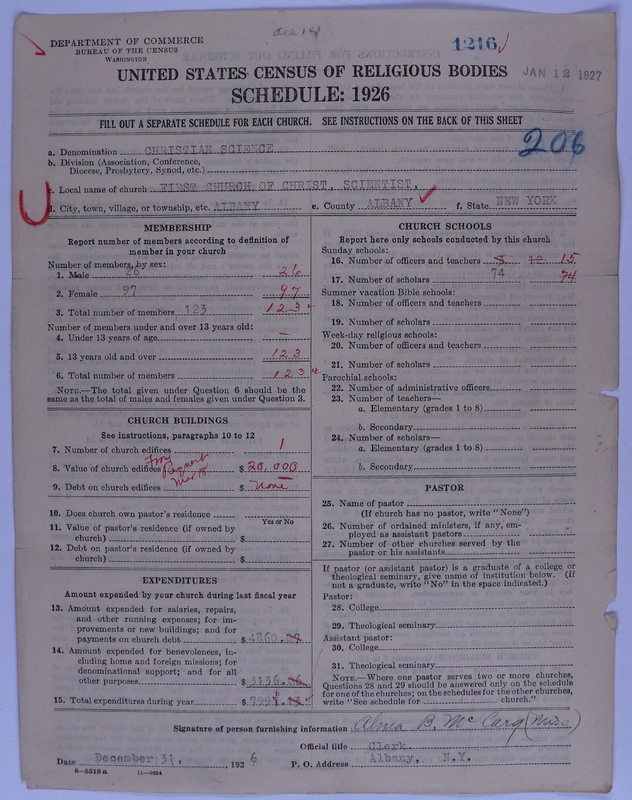 Dec 18
DEPARTMENT OF COMMERCE
BUREAU OF THE CENSUS
WASHINGTON
1216
JAN 12 1927
UNITED STATES CENSUS OF RELIGIOUS BODIES
SCHEDULE: 1926
FILL OUT A SEPARATE SCHEDULE FOR EACH CHURCH. SEE INSTRUCTIONS ON THE BACK OF THIS SHEET
206
a. Denomination CHRISTIAN SCIENCE
b. Division (Association, Conference,
Diocese, Presbytery, Synod, etc.)
c. Local name of church FIRST CHURCH OF CHRIST, SCIENTIST,
d. City, town, village, or township, etc. ALBANY e. County ALBANY f. State NEW YORK
MEMBERSHIP
Report number of members according to definition of
member in your church
Number of members, by sex:
1. Male 26 26
2. Female 97 97
3. Total number of members 123 123
Number of members under and over 13 years old:
4. Under 13 years of age —
5. 13 years old and over 123
6. Total number of members 123
NOTE.—The total given under Question 6 should be the
same as the total of males and females given under Question 3.
CHURCH BUILDINGS
See instructions, paragraphs 10 to 12
7. Number of church edifices 1
From
8. Value of church edifices $ 20,000
9. Debt on church edifices $ None
10. Does church own pastor's residence
Yes or No
11. Value of pastor's residence (if owned by
church) $
12. Debt on pastor's residence (if owned by
church) $
EXPENDITURES
Amount expended by your church during last fiscal year
13. Amount expended for salaries, repairs,
and other running expenses; for im-
provements or new buildings; and for
payments on church debt $ 4860.
14. Amount expended for benevolences, in-
cluding home and foreign missions; for
denominational support; and for all
other purposes $ 3136.
15. Total expenditures during year $
CHURCH SCHOOLS
Report here only schools conducted by this church
Sunday schools:
16. Number of officers and teachers 12 15
17. Number of scholars 74 74
Summer vacation Bible schools:
18. Number of officers and teachers
19. Number of scholars
Week-day religious schools:
20. Number of officers and teachers
21. Number of scholars
Parochial schools:
22. Number of administrative officers
23. Number of teachers—
a. Elementary (grades 1 to 8)
b. Secondary
24. Number of scholars—
a. Elementary (grades 1 to 8)
b. Secondary
PASTOR
25. Name of pastor
(If church has no pastor, write "None")
26. Number of ordained ministers, if any, em-
ployed as assistant pastors
27. Number of other churches served by the
pastor or his assistants
If pastor (or assistant pastor) is a graduate of a college or
theological seminary, give name of institution below. (If
not a graduate, write "No" in the space indicated.)
Pastor:
28. College
29. Theological seminary
Assistant pastor:
30. College
31. Theological seminary
NOTE.—Where one pastor serves two or more churches,
Questions 28 and 29 should be answered only on the schedule
for one of the churches; on the schedules for the other churches,
write "See schedule for church."
Signature of person furnishing information Alma B. McCarg (Miss)
Official title Clerk
Date December 31, 192 6 P. O. Address Albany, N.Y.
8—5318 a 11—9554